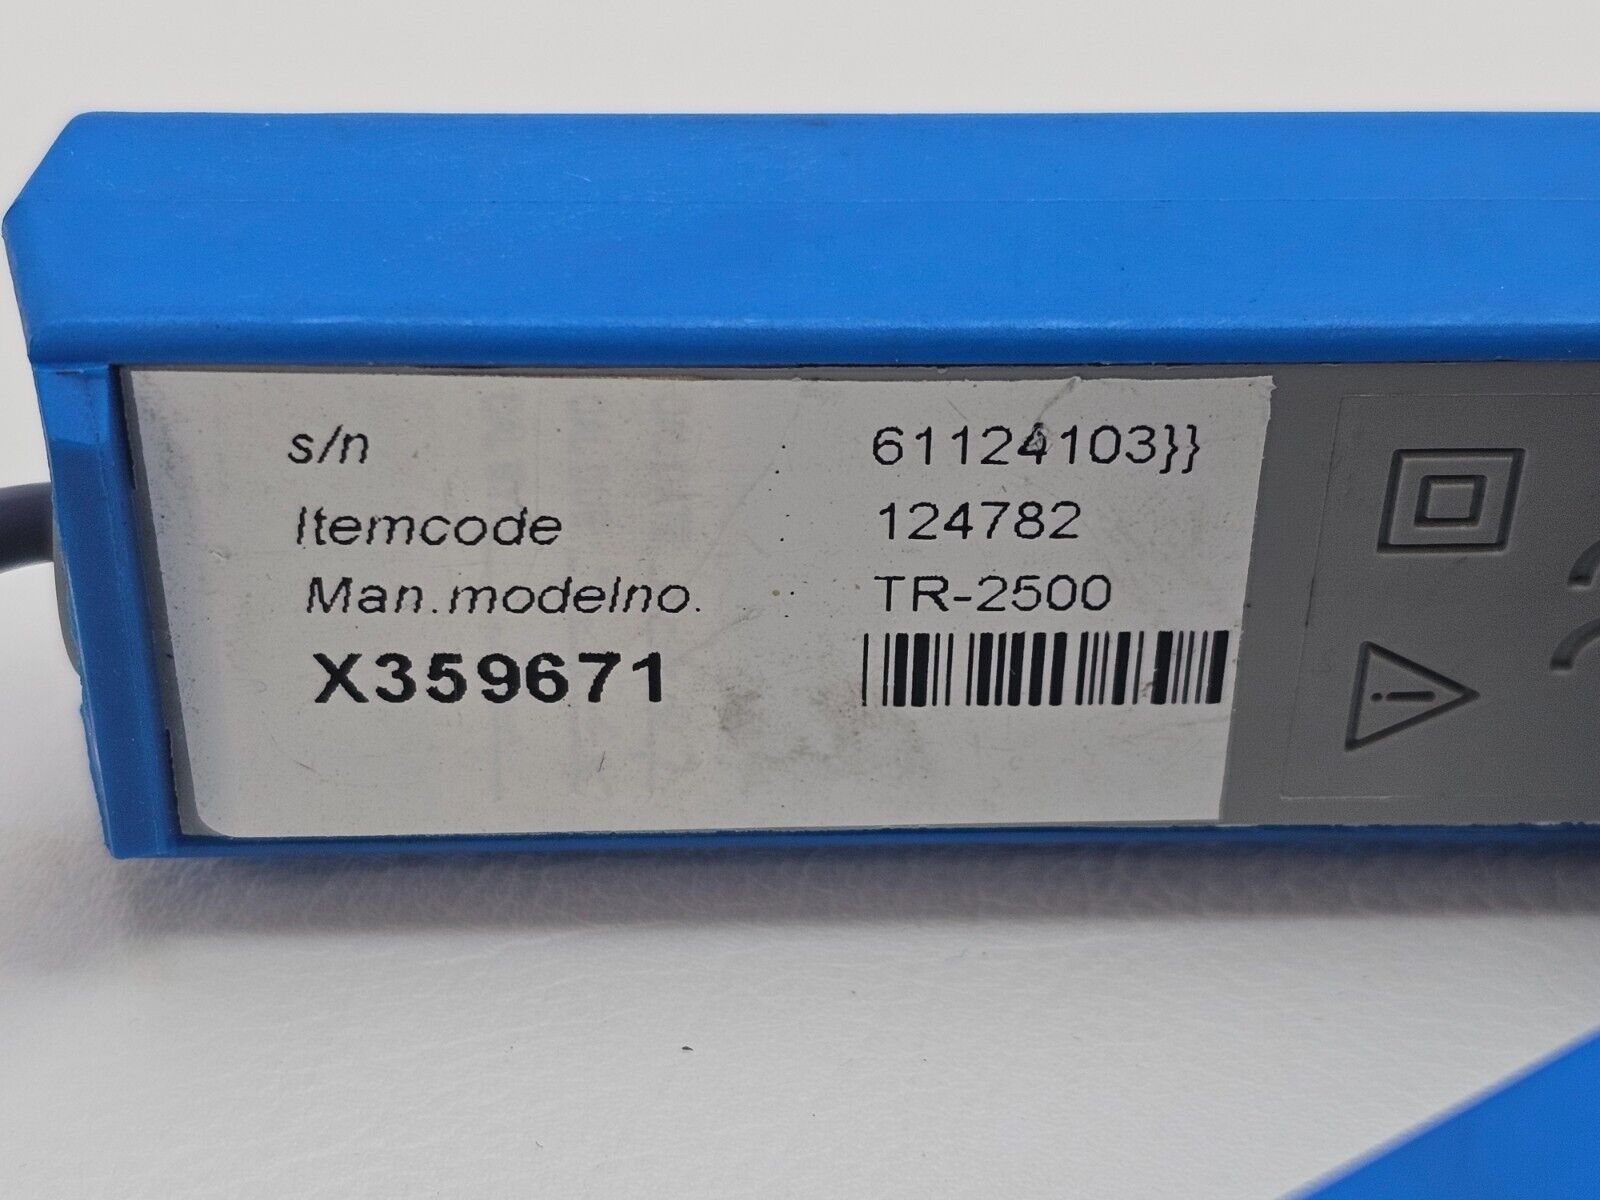 s/n : 61124103}}
Itemcode : 124782
Man.modelno. : TR-2500
X359671